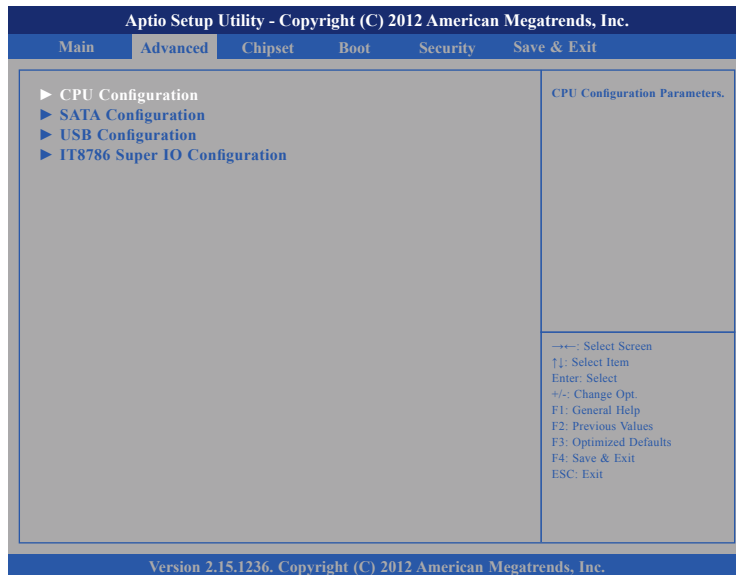 Aptio Setup Utility - Copyright (C) 2012 American Megatrends, Inc.
Main Advanced Chipset Boot Security Save & Exit
► CPU Configuration
► SATA Configuration
► USB Configuration
► IT8786 Super IO Configuration
CPU Configuration Parameters.
→←: Select Screen
↑↓: Select Item
Enter: Select
+/-: Change Opt.
F1: General Help
F2: Previous Values
F3: Optimized Defaults
F4: Save & Exit
ESC: Exit
Version 2.15.1236. Copyright (C) 2012 American Megatrends, Inc.